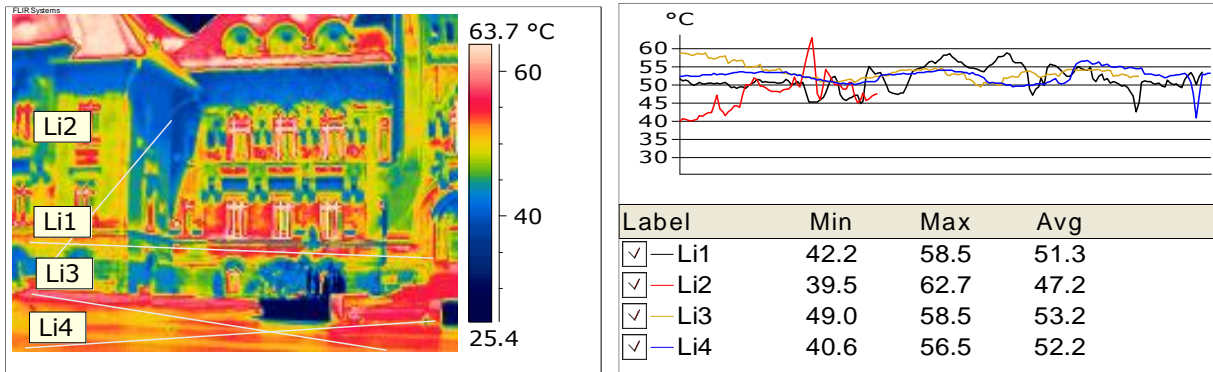 FLIR Systems
63.7 °C
60
40
25.4
Li2
Li1
Li3
Li4
°C
60
55
50
45
40
35
30
Label Min Max Avg
Li1 42.2 58.5 51.3
Li2 39.5 62.7 47.2
Li3 49.0 58.5 53.2
Li4 40.6 56.5 52.2